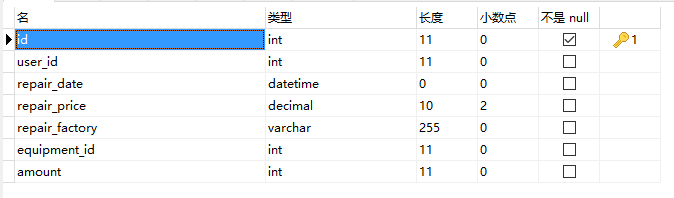 名 类型 长度 小数点 不是 null
id int 11 0 1
user_id int 11 0
repair_date datetime 0 0
repair_price decimal 10 2
repair_factory varchar 255 0
equipment_id int 11 0
amount int 11 0